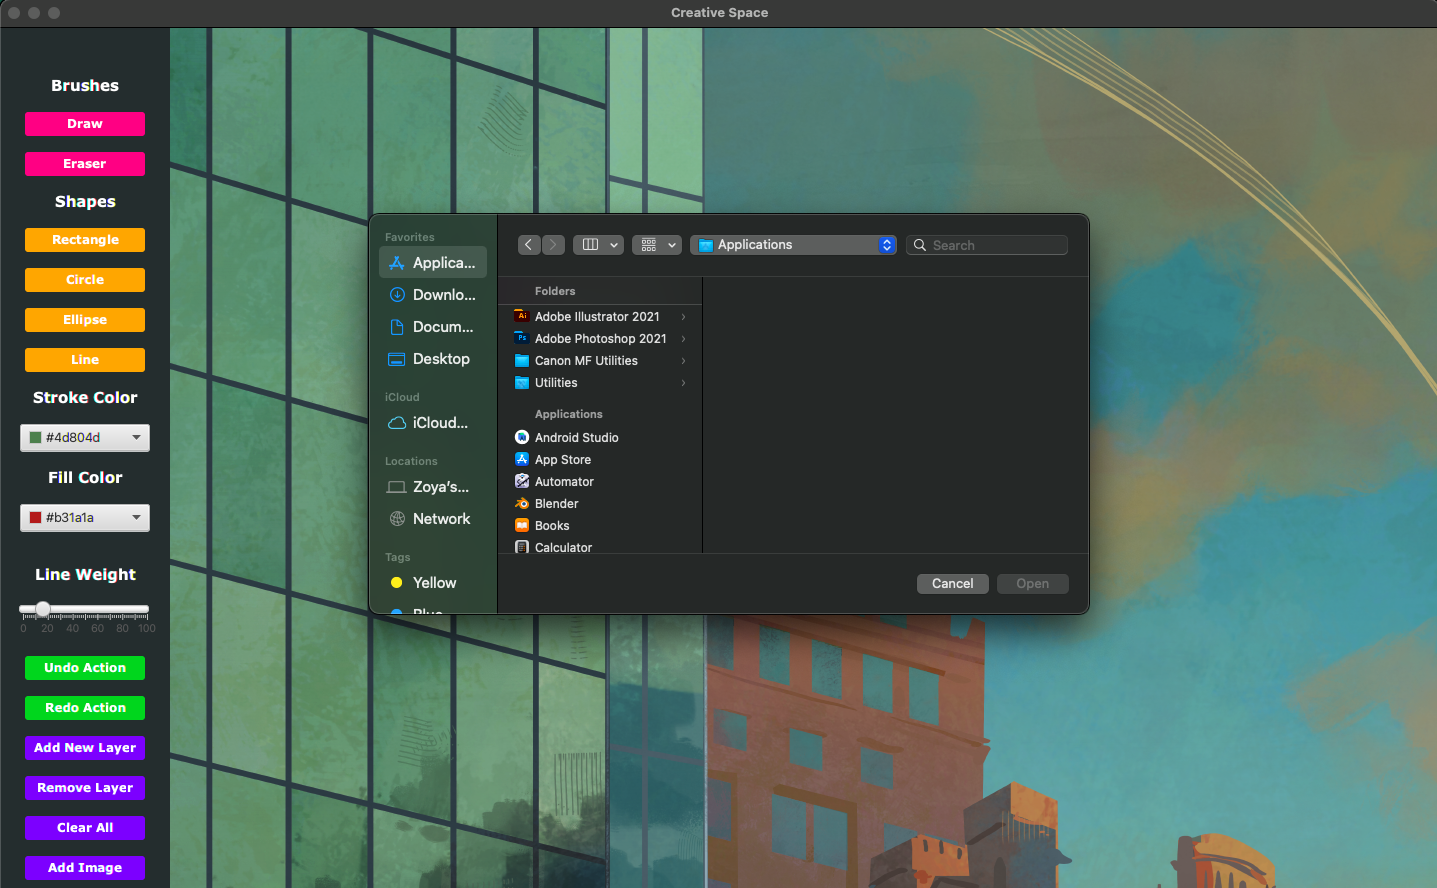 Creative Space
Brushes
Draw
Eraser
Shapes
Rectangle
Circle
Ellipse
Line
Stroke Color
#4d804d
Fill Color
#b31a1a
Line Weight
0 20 40 60 80 100
Undo Action
Redo Action
Add New Layer
Remove Layer
Clear All
Add Image
Favorites
Applica...
Downlo...
Docum...
Desktop
iCloud
iCloud...
Locations
Zoya's...
Network
Tags
Yellow
Blue
Applications
Search
Folders
Ai Adobe Illustrator 2021
Ps Adobe Photoshop 2021
Canon MF Utilities
Utilities
Applications
Android Studio
App Store
Automator
Blender
Books
Calculator
Cancel
Open